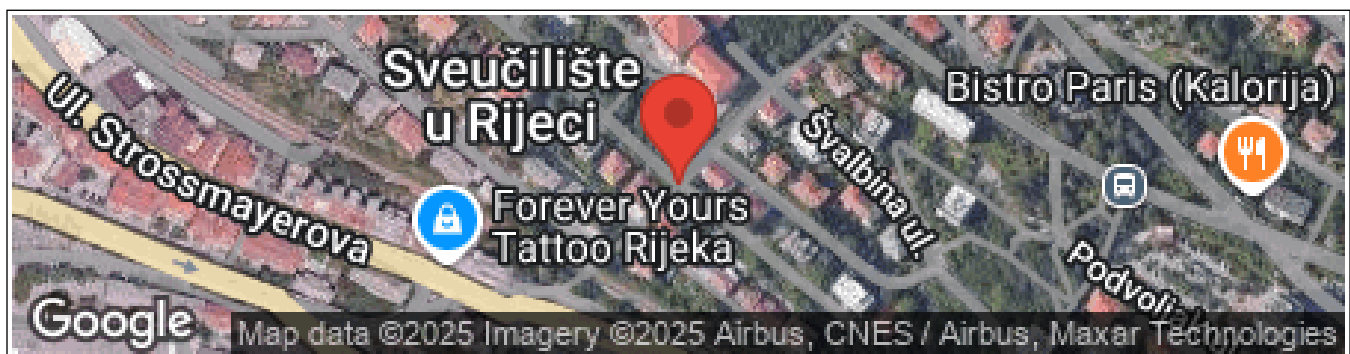 Sveučilište
u Rijeci
Bistro Paris (Kalorija)
Ul. Strossmayerova
Švalbina ul.
Forever Yours
Tattoo Rijeka
Google
Map data ©2025 Imagery ©2025 Airbus, CNES / Airbus, Maxar Technologies